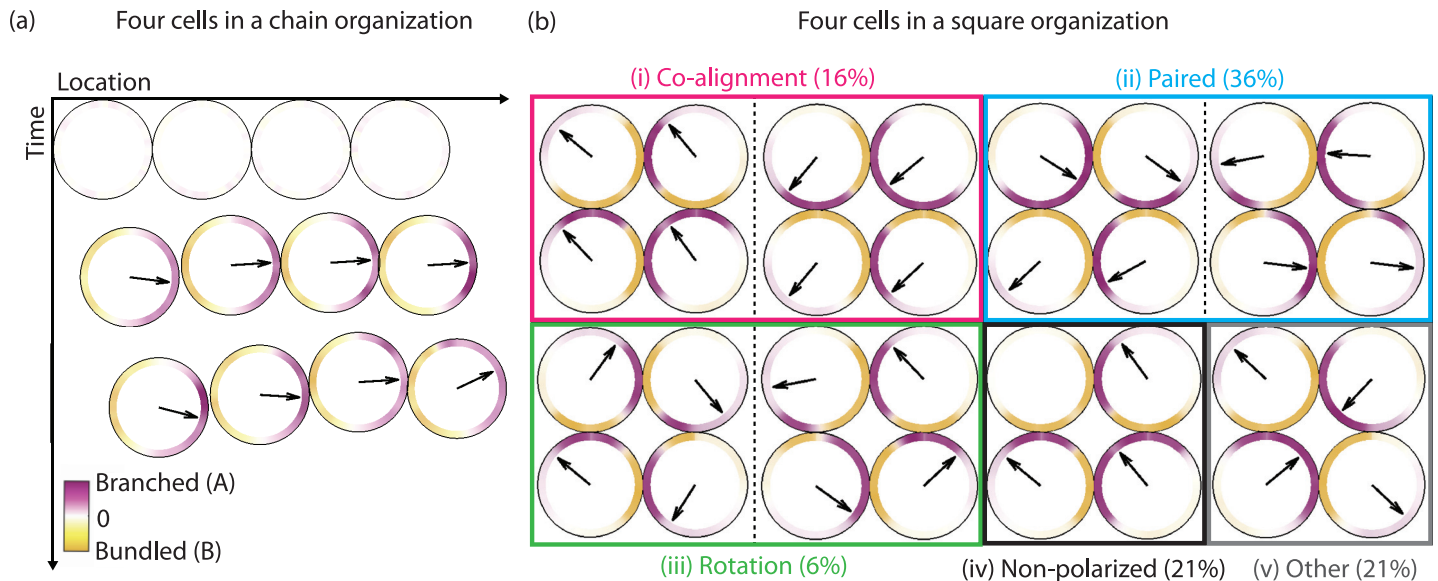 (a) Four cells in a chain organization
Location
Time
Branched (A)
0
Bundled (B)
(b) Four cells in a square organization
(i) Co-alignment (16%)
(ii) Paired (36%)
(iii) Rotation (6%)
(iv) Non-polarized (21%)
(v) Other (21%)